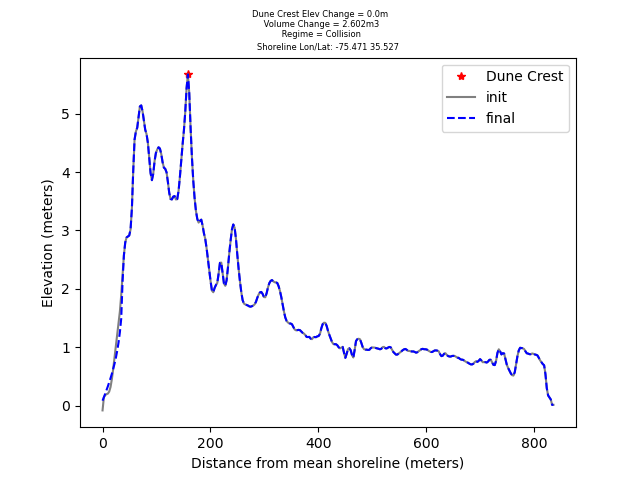 Dune Crest Elev Change = 0.0m
Volume Change = 2.602m3
Regime = Collision
Shoreline Lon/Lat: -75.471 35.527
Dune Crest
init
final
Elevation (meters)
5
4
3
2
1
0
0 200 400 600 800
Distance from mean shoreline (meters)